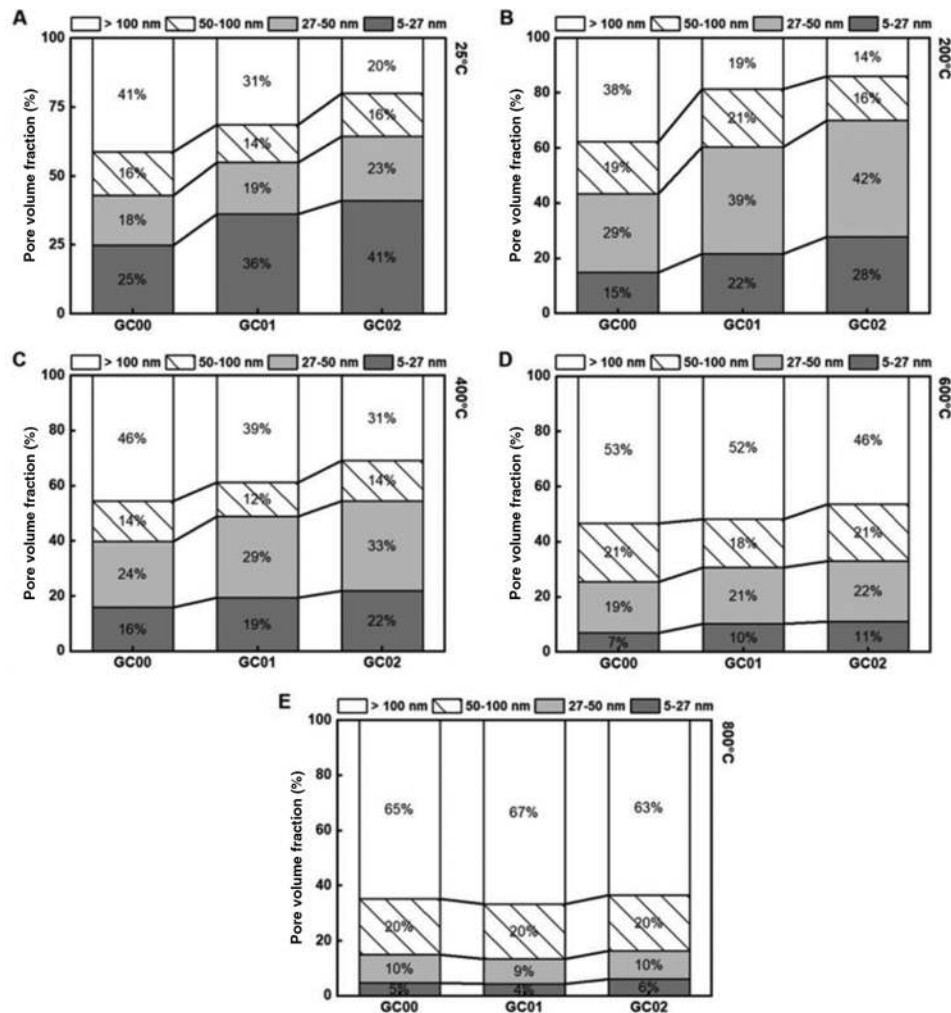 A
> 100 nm 50-100 nm 27-50 nm 5-27 nm
25°C
Pore volume fraction (%)
100
75
50
25
0
41% 31% 20%
16% 14% 16%
18% 19% 23%
25% 36% 41%
GC00 GC01 GC02
B
> 100 nm 50-100 nm 27-50 nm 5-27 nm
200°C
Pore volume fraction (%)
100
80
60
40
20
0
38% 19% 14%
19% 21% 16%
29% 39% 42%
15% 22% 28%
GC00 GC01 GC02
C
> 100 nm 50-100 nm 27-50 nm 5-27 nm
400°C
Pore volume fraction (%)
100
80
60
40
20
0
46% 39% 31%
14% 12% 14%
24% 29% 33%
16% 19% 22%
GC00 GC01 GC02
D
> 100 nm 50-100 nm 27-50 nm 5-27 nm
600°C
Pore volume fraction (%)
100
80
60
40
20
0
53% 52% 46%
21% 18% 21%
19% 21% 22%
7% 10% 11%
GC00 GC01 GC02
E
> 100 nm 50-100 nm 27-50 nm 5-27 nm
800°C
Pore volume fraction (%)
100
80
60
40
20
0
65% 67% 63%
20% 20% 20%
10% 9% 10%
5% 4% 6%
GC00 GC01 GC02